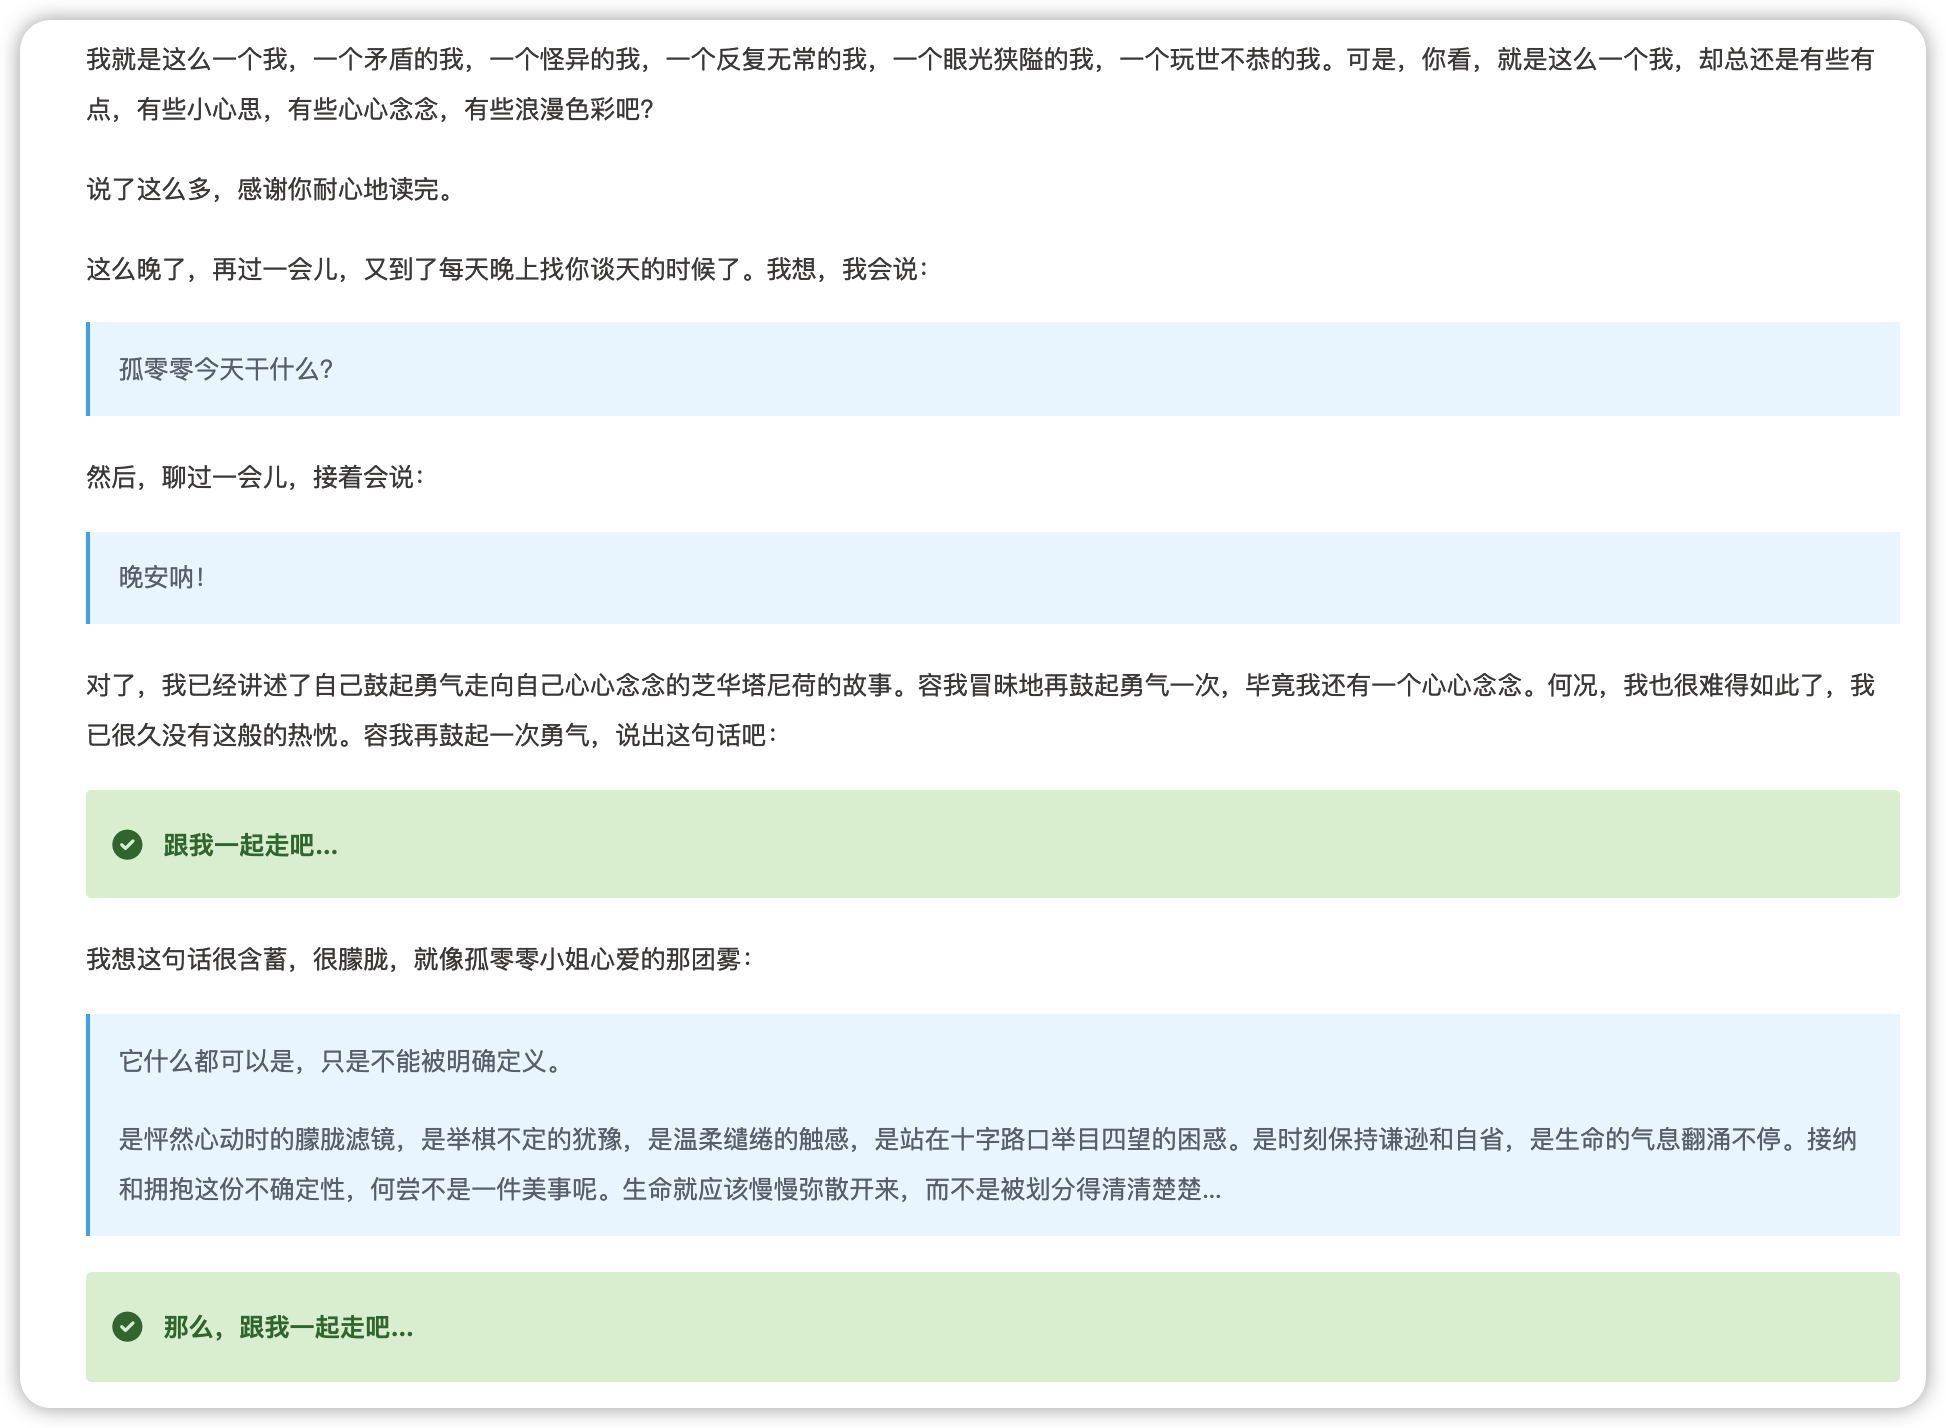 我就是这么一个我，一个矛盾的我，一个怪异的我，一个反复无常的我，一个眼光狭隘的我，一个玩世不恭的我。可是，你看，就是这么一个我，却总还是有些有
点，有些小心思，有些心心念念，有些浪漫色彩吧？
说了这么多，感谢你耐心地读完。
这么晚了，再过一会儿，又到了每天晚上找你谈天的时候了。我想，我会说：
孤零零今天干什么？
然后，聊过一会儿，接着会说：
晚安呐！
对了，我已经讲述了自己鼓起勇气走向自己心心念念的芝华塔尼荷的故事。容我冒昧地再鼓起勇气一次，毕竟我还有一个心心念念。何况，我也很难得如此了，我
已很久没有这般的热忱。容我再鼓起一次勇气，说出这句话吧：
跟我一起走吧...
我想这句话很含蓄，很朦胧，就像孤零零小姐心爱的那团雾：
它什么都可以是，只是不能被明确定义。
是怦然心动时的朦胧滤镜，是举棋不定的犹豫，是温柔缱绻的触感，是站在十字路口举目四望的困惑。是时刻保持谦逊和自省，是生命的气息翻涌不停。接纳
和拥抱这份不确定性，何尝不是一件美事呢。生命就应该慢慢弥散开来，而不是被划分得清清楚楚...
那么，跟我一起走吧...